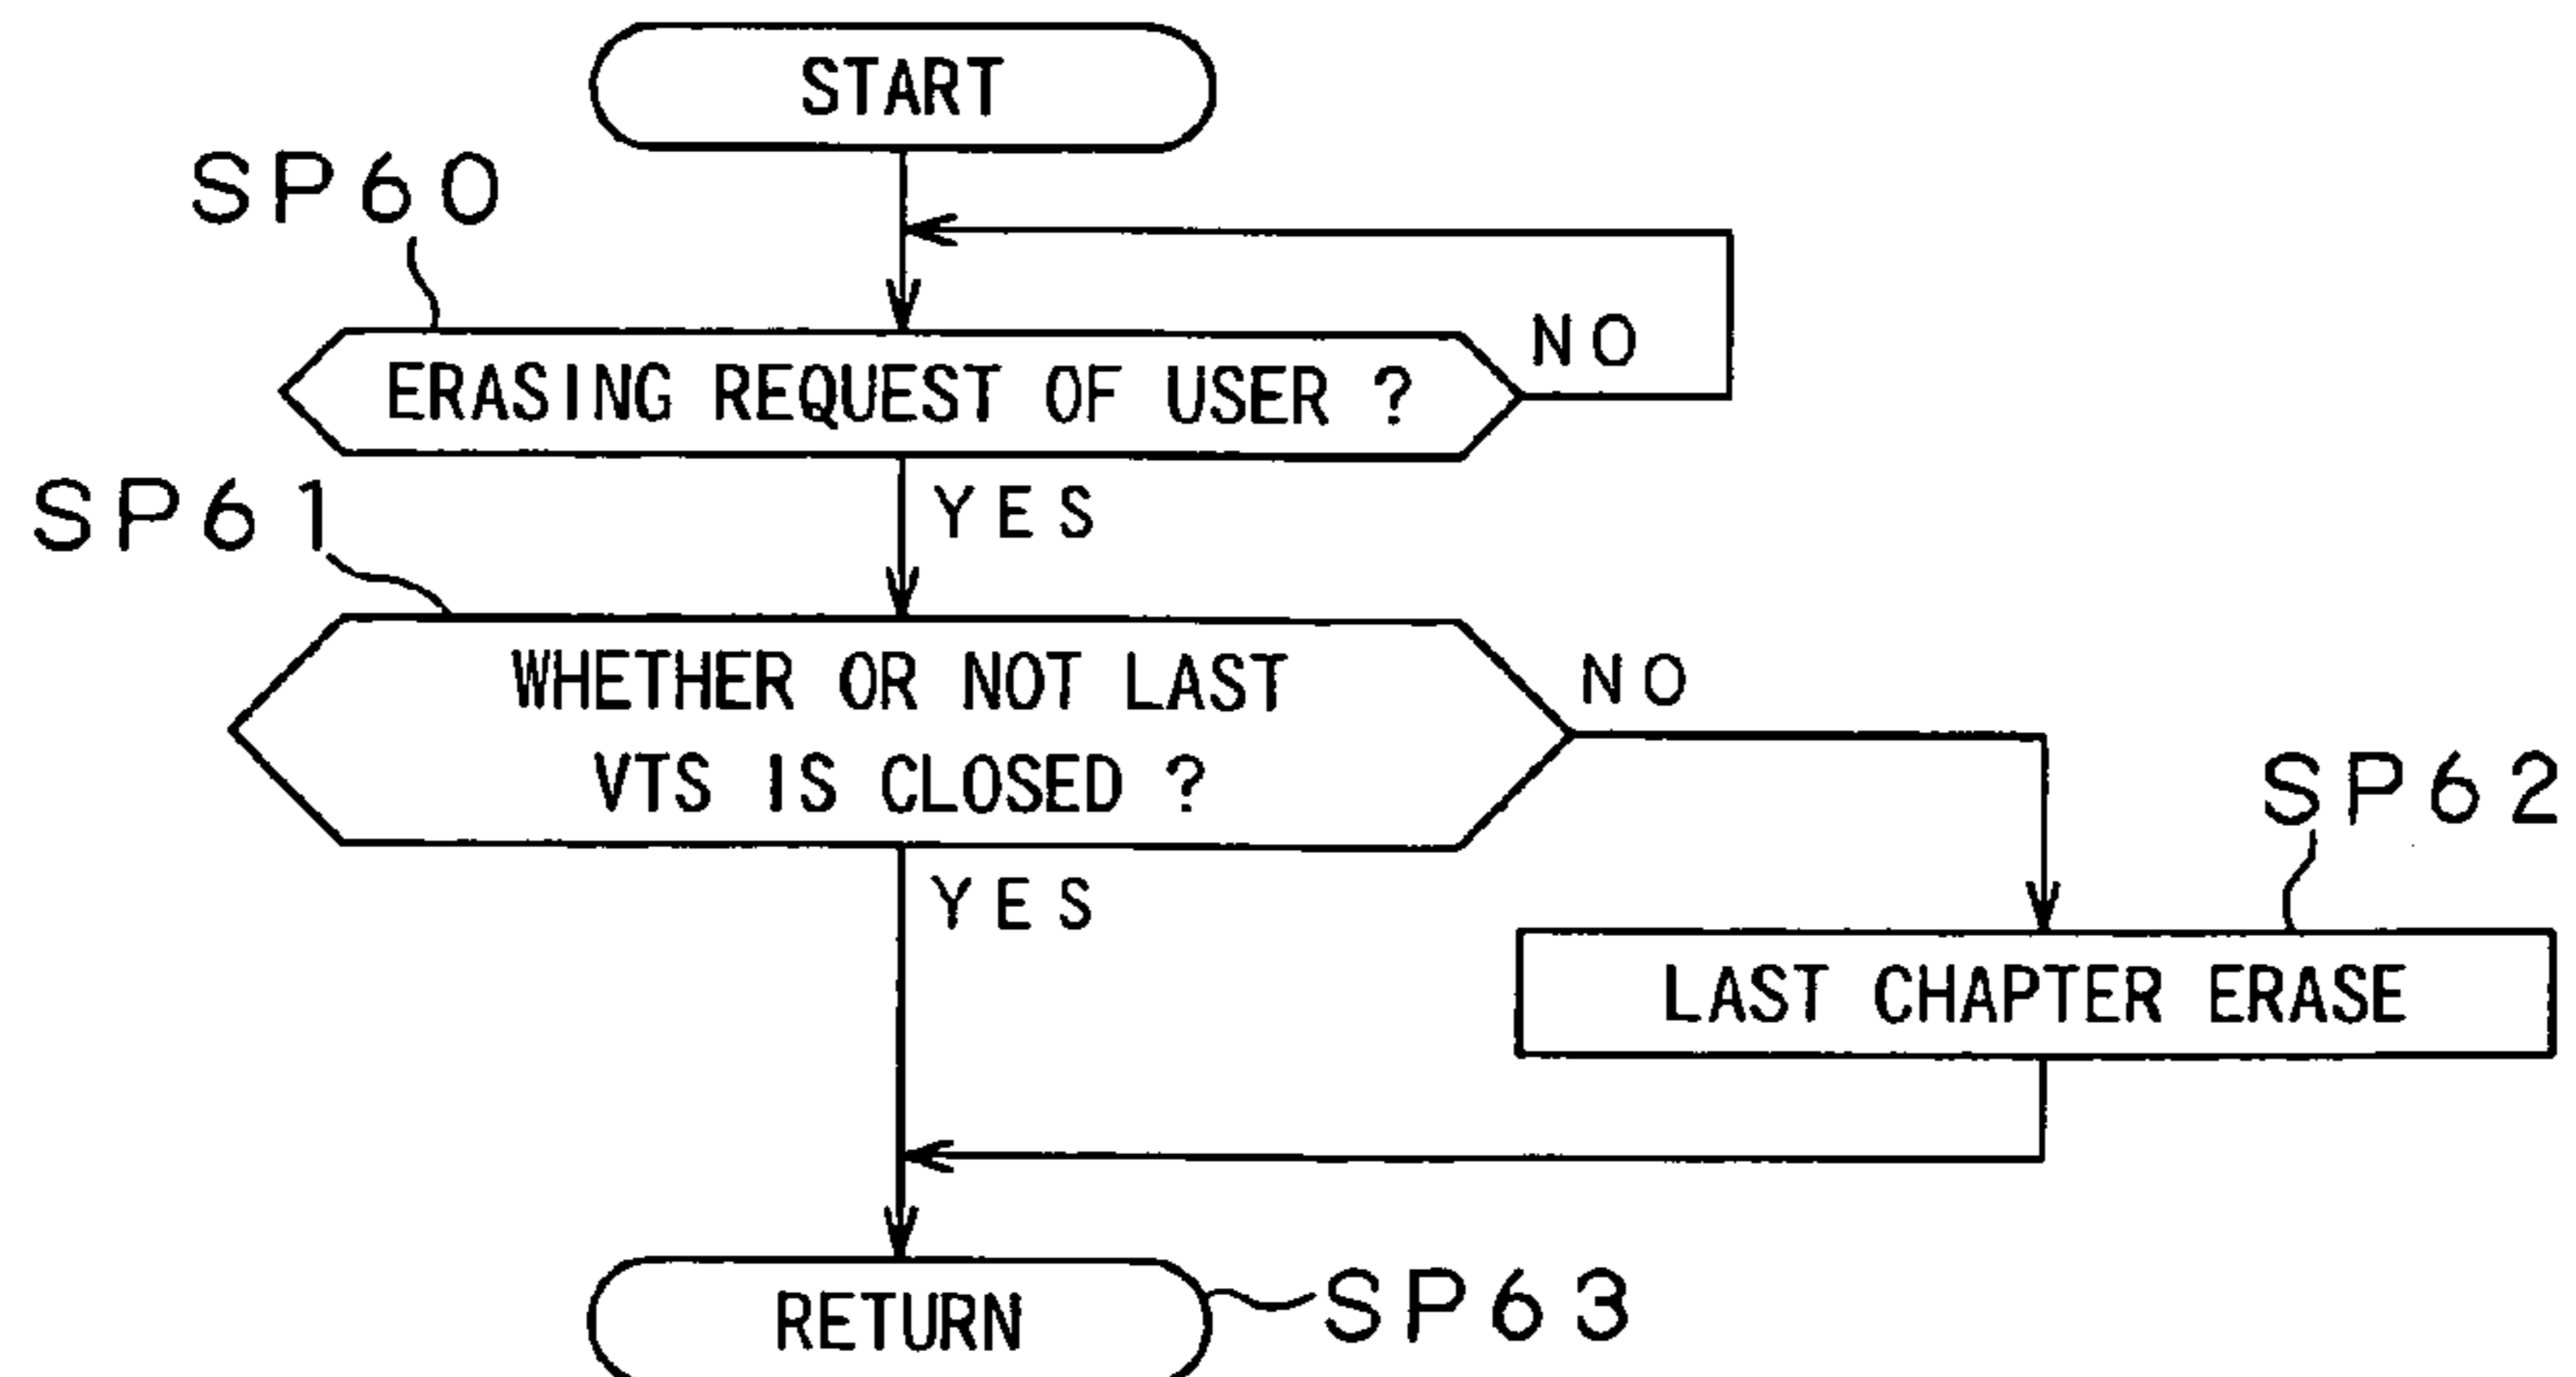 START
SP60
NO
ERASING REQUEST OF USER ?
SP61
YES
WHETHER OR NOT LAST
VTS IS CLOSED ?
NO
SP62
YES
LAST CHAPTER ERASE
RETURN
SP63